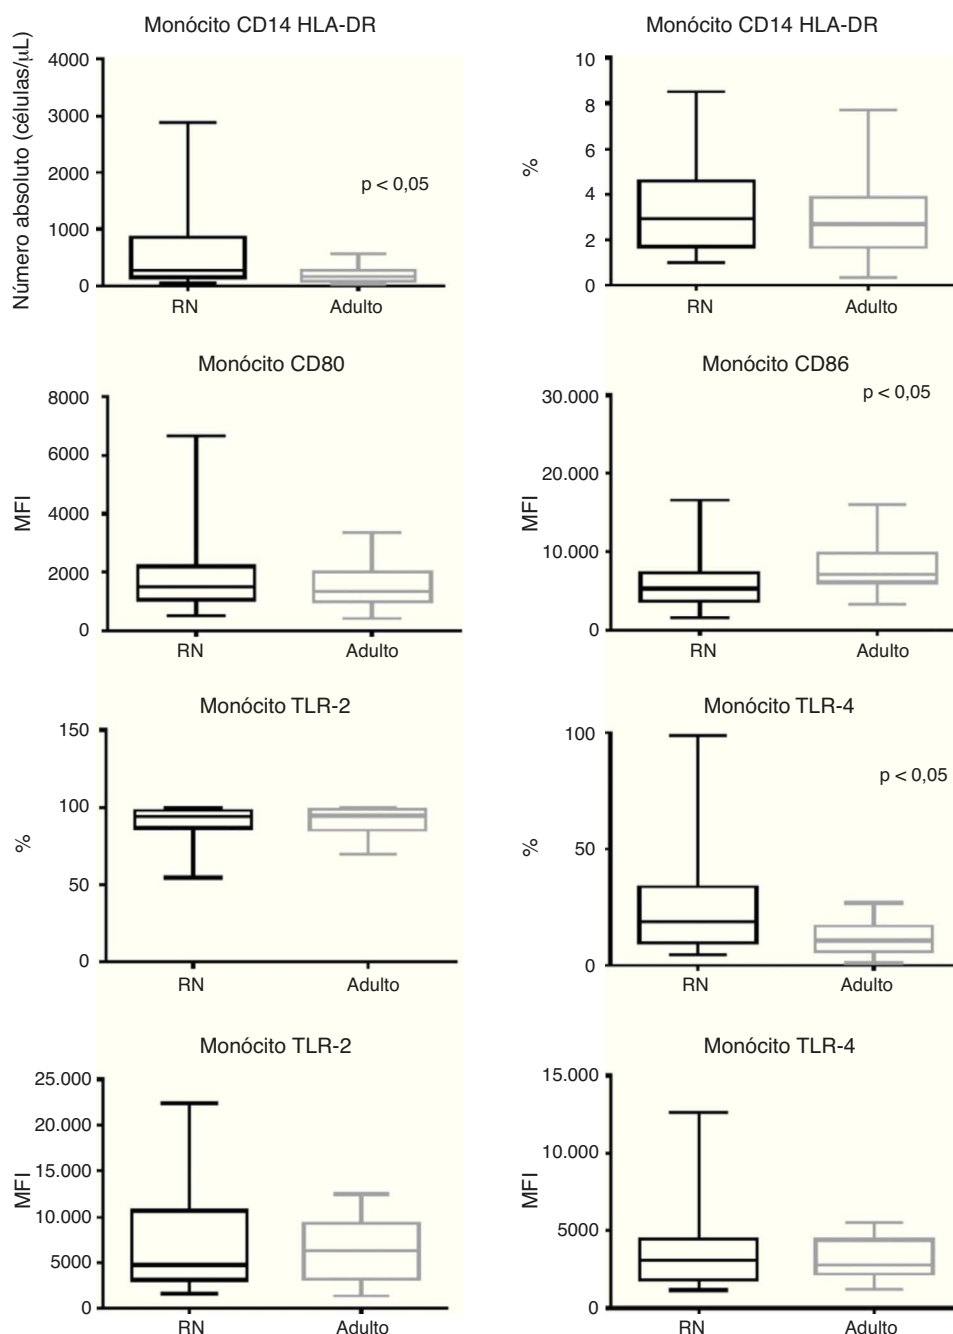 Monócito CD14 HLA-DR
Número absoluto (células/μL)
4000
3000
2000
1000
0
p < 0,05
RN
Adulto
Monócito CD14 HLA-DR
%
10
8
6
4
2
0
RN
Adulto
Monócito CD80
MFI
8000
6000
4000
2000
0
RN
Adulto
Monócito CD86
MFI
30.000
20.000
10.000
0
p < 0,05
RN
Adulto
Monócito TLR-2
%
150
100
50
0
RN
Adulto
Monócito TLR-4
%
100
50
0
p < 0,05
RN
Adulto
Monócito TLR-2
MFI
25.000
20.000
15.000
10.000
5000
0
RN
Adulto
Monócito TLR-4
MFI
15.000
10.000
5000
0
RN
Adulto